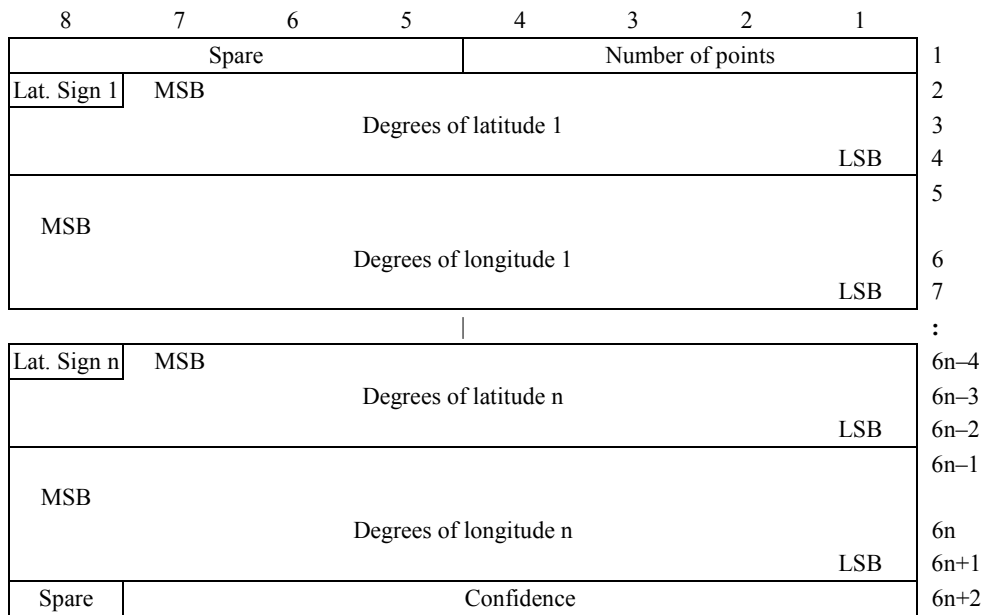 8 7 6 5 4 3 2 1
Spare Number of points 1
Lat. Sign 1 MSB 2
Degrees of latitude 1 3
LSB 4
5
MSB
Degrees of longitude 1 6
LSB 7
| :
Lat. Sign n MSB 6n–4
Degrees of latitude n 6n–3
LSB 6n–2
6n–1
MSB
Degrees of longitude n 6n
LSB 6n+1
Spare Confidence 6n+2